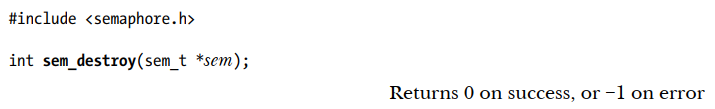 #include <semaphore.h>
int sem_destroy(sem_t *sem);
Returns 0 on success, or −1 on error